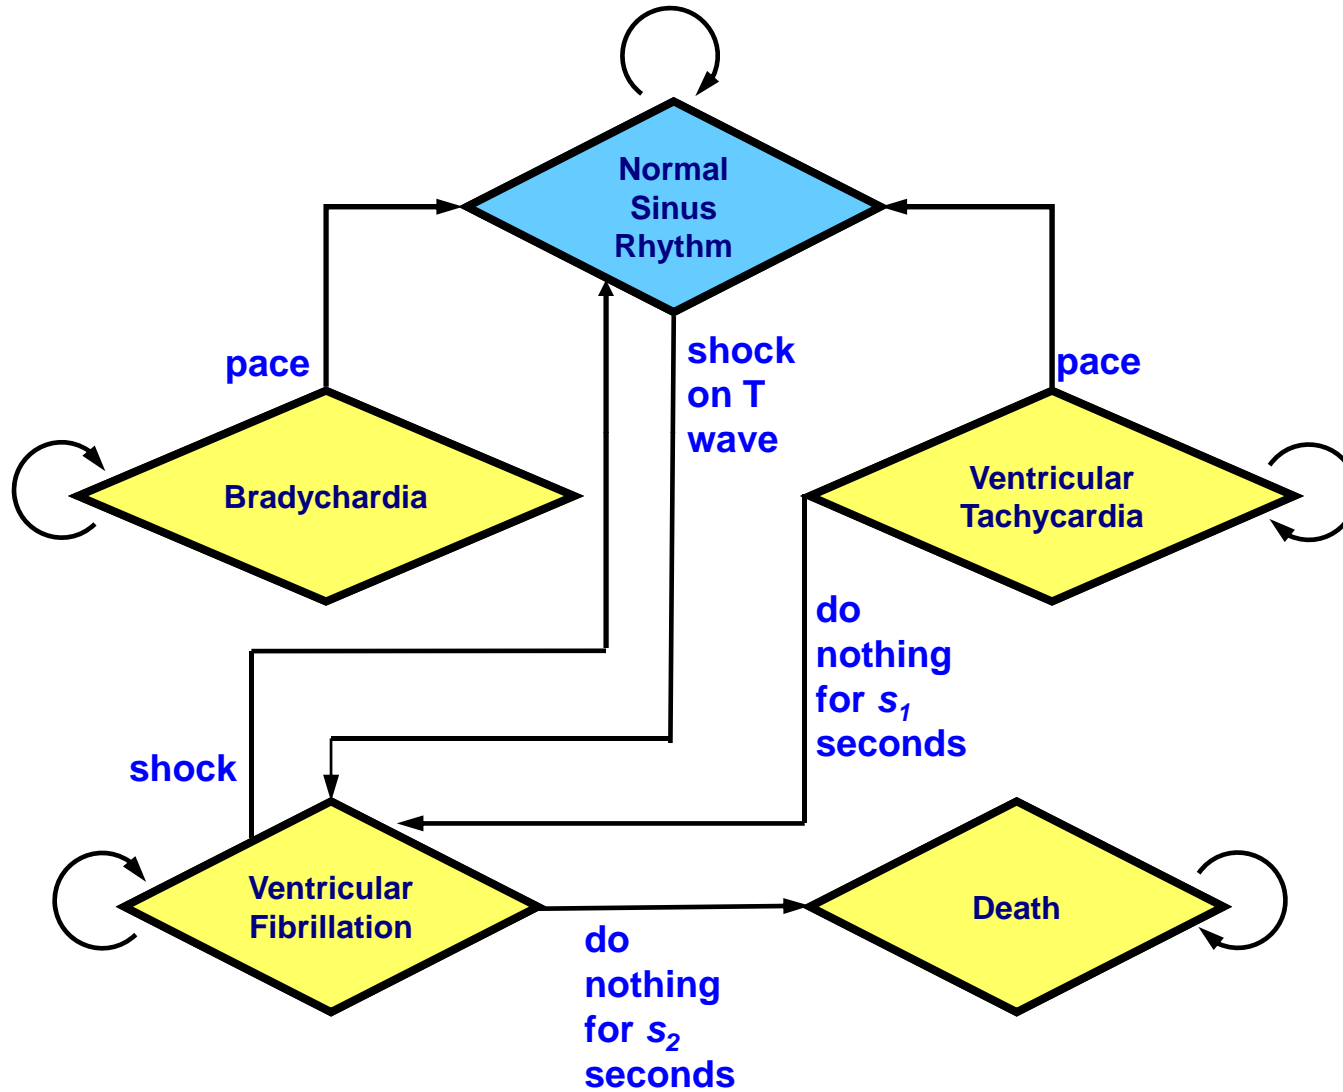 Normal
Sinus
Rhythm
pace
shock
on T
wave
pace
Bradychardia
Ventricular
Tachycardia
do
nothing
for s₁
seconds
shock
Ventricular
Fibrillation
Death
do
nothing
for s₂
seconds